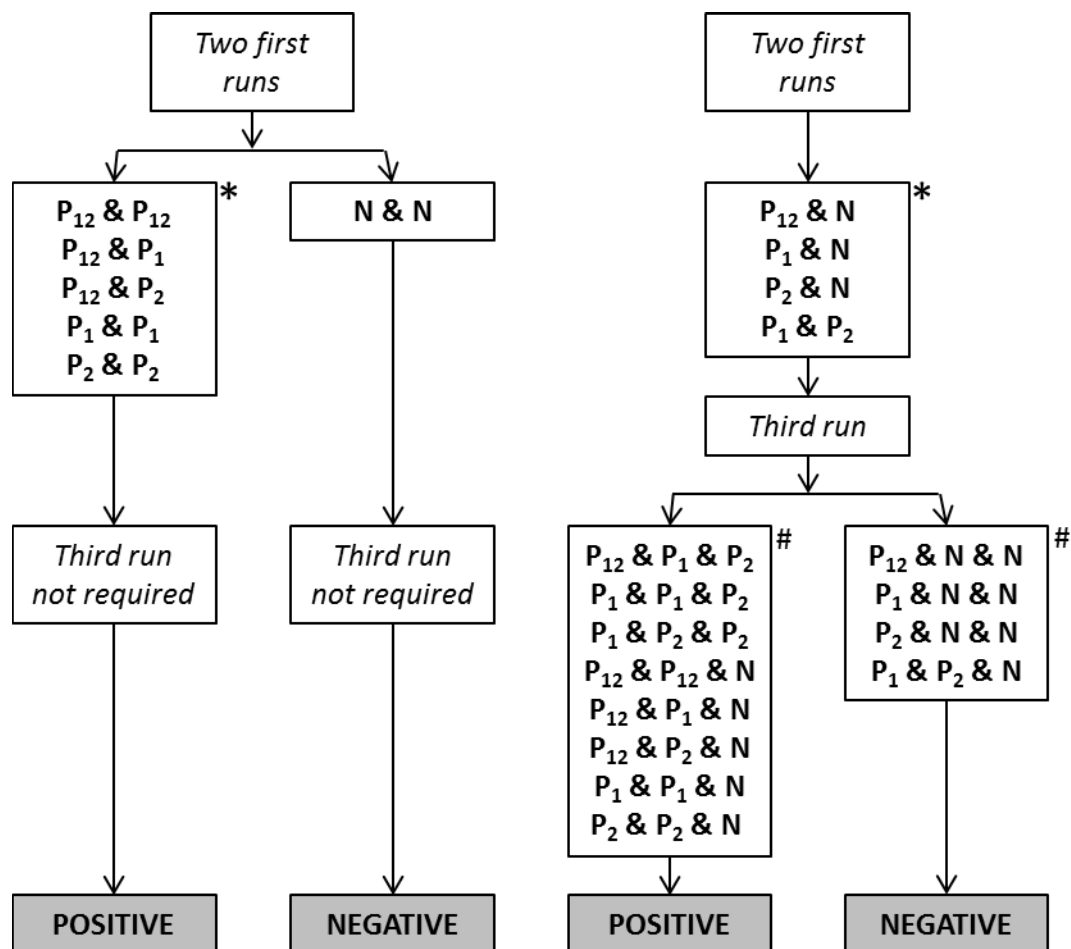 Two first
runs
P₁₂ & P₁₂
P₁₂ & P₁
P₁₂ & P₂
P₁ & P₁
P₂ & P₂
*
N & N
Third run
not required
Third run
not required
POSITIVE
NEGATIVE
Two first
runs
P₁₂ & N
P₁ & N
P₂ & N
P₁ & P₂
*
Third run
P₁₂ & P₁ & P₂
P₁ & P₁ & P₂
P₁ & P₂ & P₂
P₁₂ & P₁₂ & N
P₁₂ & P₁ & N
P₁₂ & P₂ & N
P₁ & P₁ & N
P₂ & P₂ & N
#
P₁₂ & N & N
P₁ & N & N
P₂ & N & N
P₁ & P₂ & N
#
POSITIVE
NEGATIVE